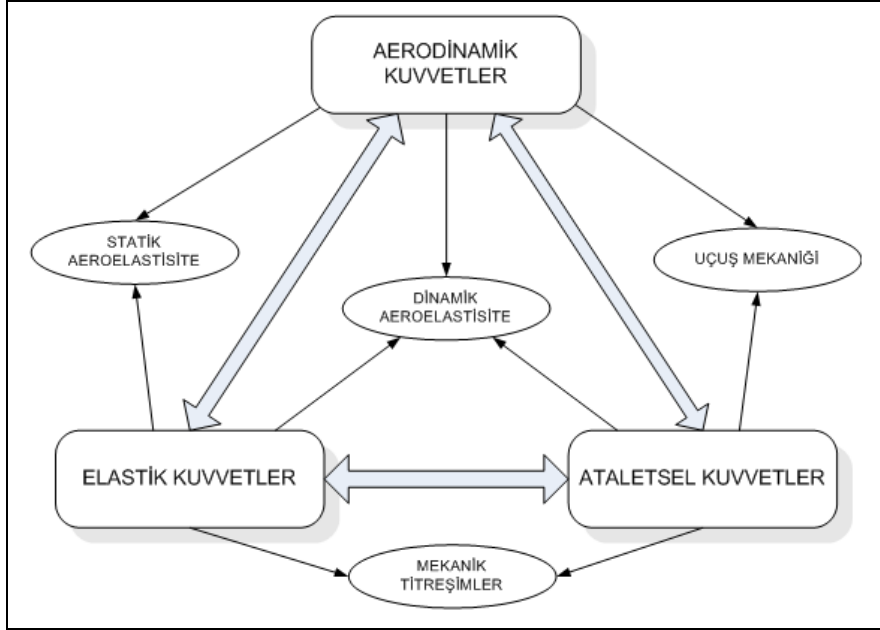 AERODİNAMİK
KUVVETLER
STATİK
AEROELASTİSİTE
UÇUŞ MEKANİĞİ
DİNAMİK
AEROELASTİSİTE
ELASTİK KUVVETLER
ATALETSEL KUVVETLER
MEKANİK
TİTREŞİMLER